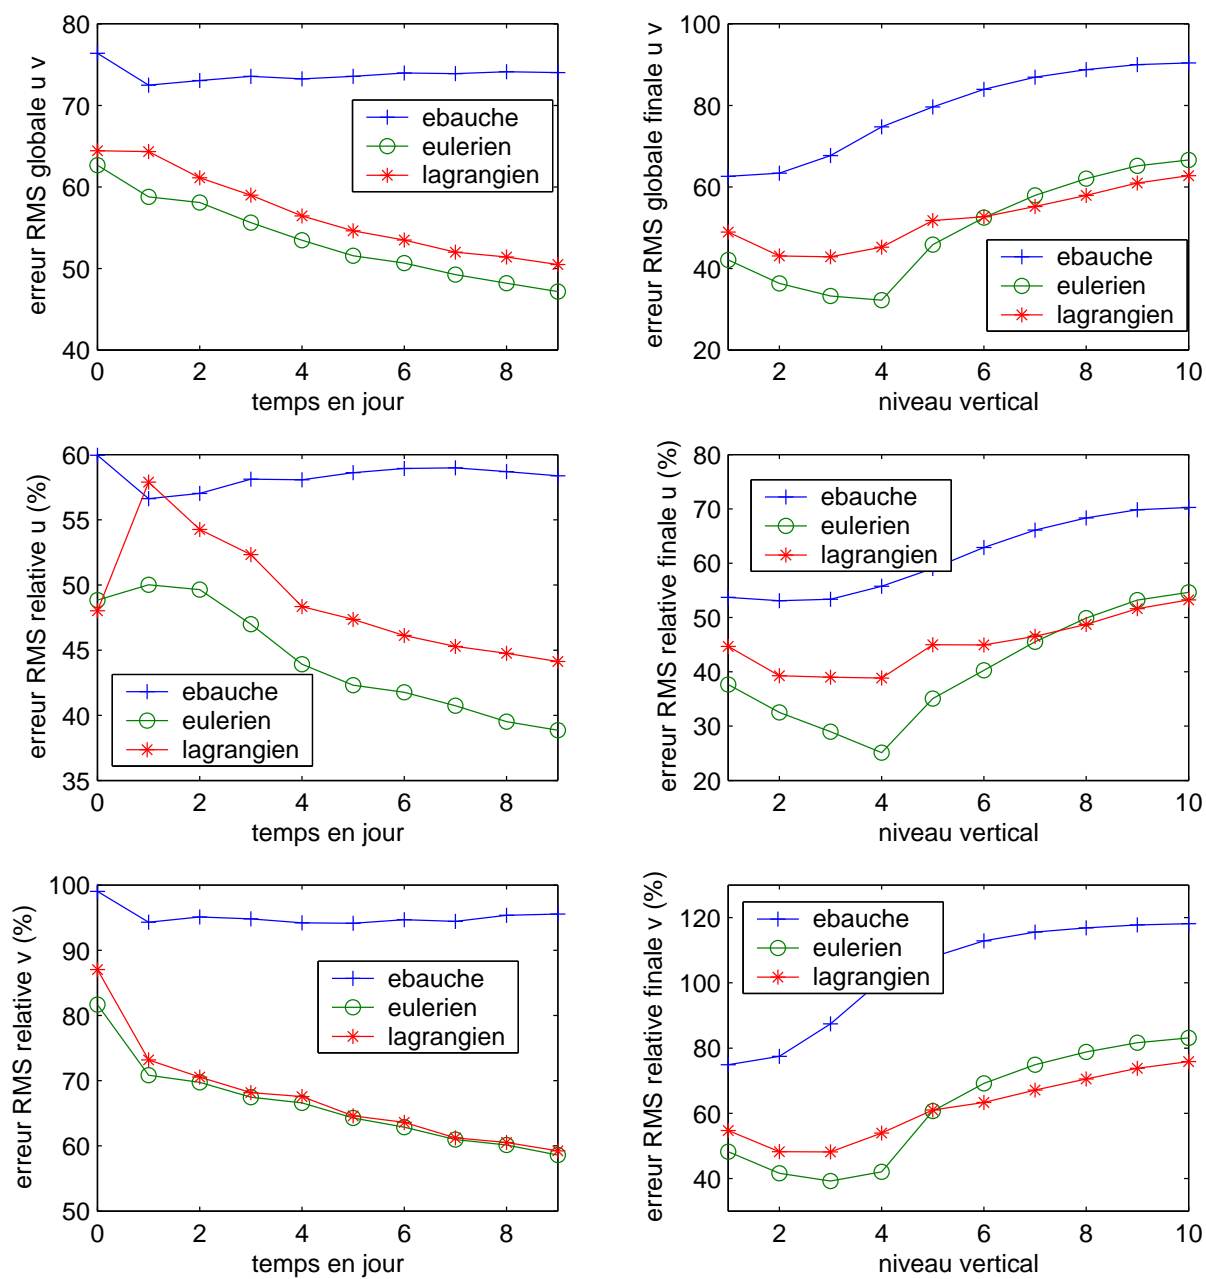 erreur RMS globale u v
80
70
60
50
40
0 2 4 6 8
temps en jour
ebauche
eulerien
lagrangien
erreur RMS globale finale u v
100
80
60
40
20
2 4 6 8 10
niveau vertical
ebauche
eulerien
lagrangien
erreur RMS relative u (%)
60
55
50
45
40
35
0 2 4 6 8
temps en jour
ebauche
eulerien
lagrangien
erreur RMS relative finale u (%)
80
70
60
50
40
30
20
2 4 6 8 10
niveau vertical
ebauche
eulerien
lagrangien
erreur RMS relative v (%)
100
90
80
70
60
50
0 2 4 6 8
temps en jour
ebauche
eulerien
lagrangien
erreur RMS relative finale v (%)
120
100
80
60
40
2 4 6 8 10
niveau vertical
ebauche
eulerien
lagrangien